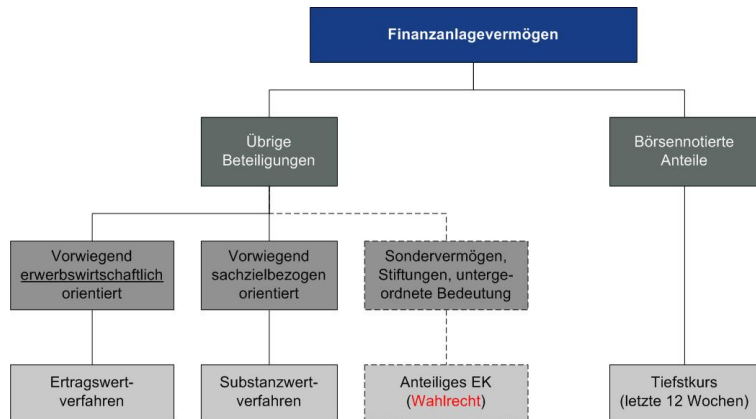 Finanzanlagevermögen
Übrige
Beteiligungen
Börsennotierte
Anteile
Vorwiegend
erwerbswirtschaftlich
orientiert
Vorwiegend
sachzielbezogen
orientiert
Sondervermögen,
Stiftungen, unterge-
ordnete Bedeutung
Ertragswert-
verfahren
Substanzwert-
verfahren
Anteiliges EK
(Wahlrecht)
Tiefstkurs
(letzte 12 Wochen)